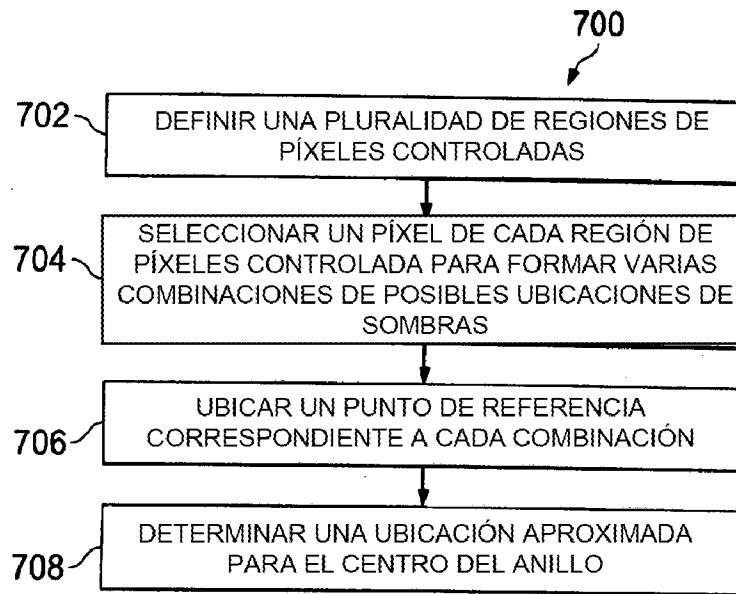 700
702
DEFINIR UNA PLURALIDAD DE REGIONES DE
PÍXELES CONTROLADAS
704
SELECCIONAR UN PÍXEL DE CADA REGIÓN DE
PÍXELES CONTROLADA PARA FORMAR VARIAS
COMBINACIONES DE POSIBLES UBICACIONES DE
SOMBRAS
706
UBICAR UN PUNTO DE REFERENCIA
CORRESPONDIENTE A CADA COMBINACIÓN
708
DETERMINAR UNA UBICACIÓN APROXIMADA
PARA EL CENTRO DEL ANILLO